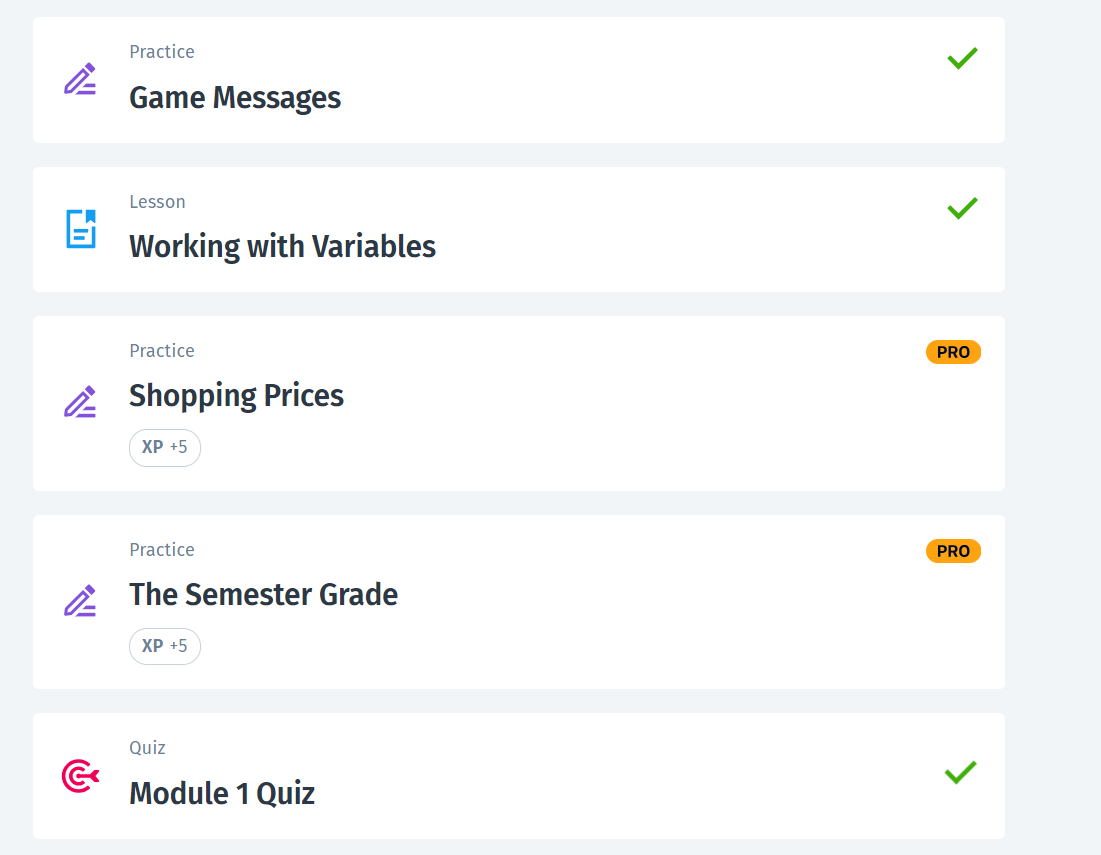 Practice
Game Messages
Lesson
Working with Variables
Practice
PRO
Shopping Prices
XP +5
Practice
PRO
The Semester Grade
XP +5
Quiz
Module 1 Quiz